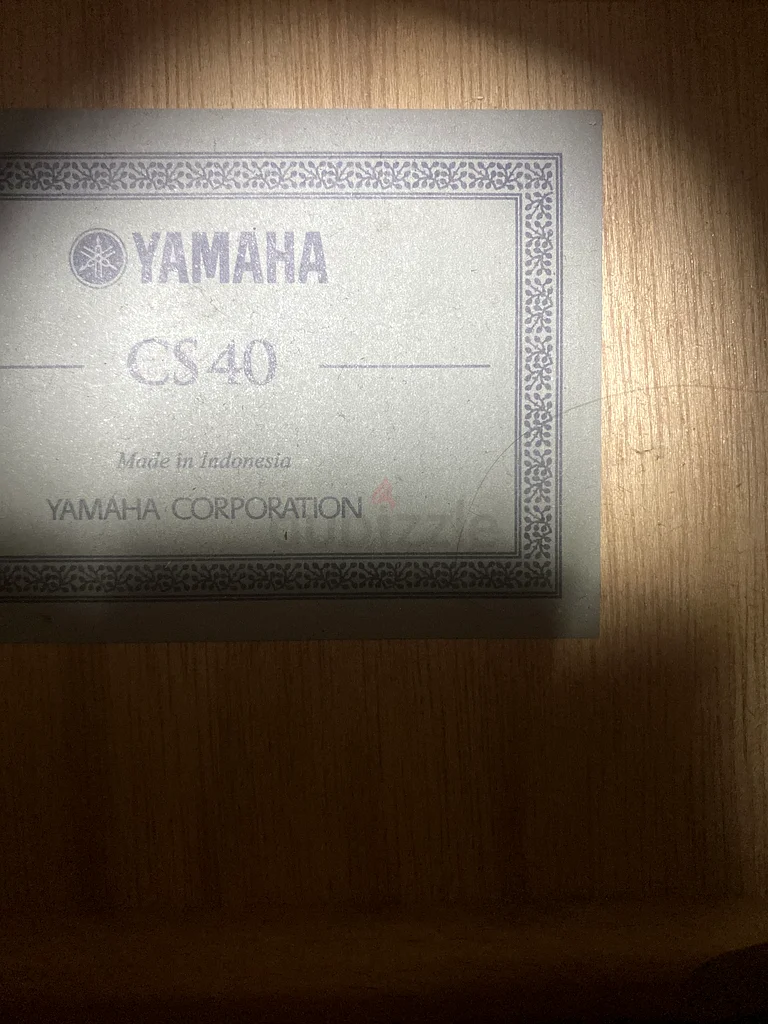 YAMAHA
CS40
Made in Indonesia
YAMAHA CORPORATION
dubizzle